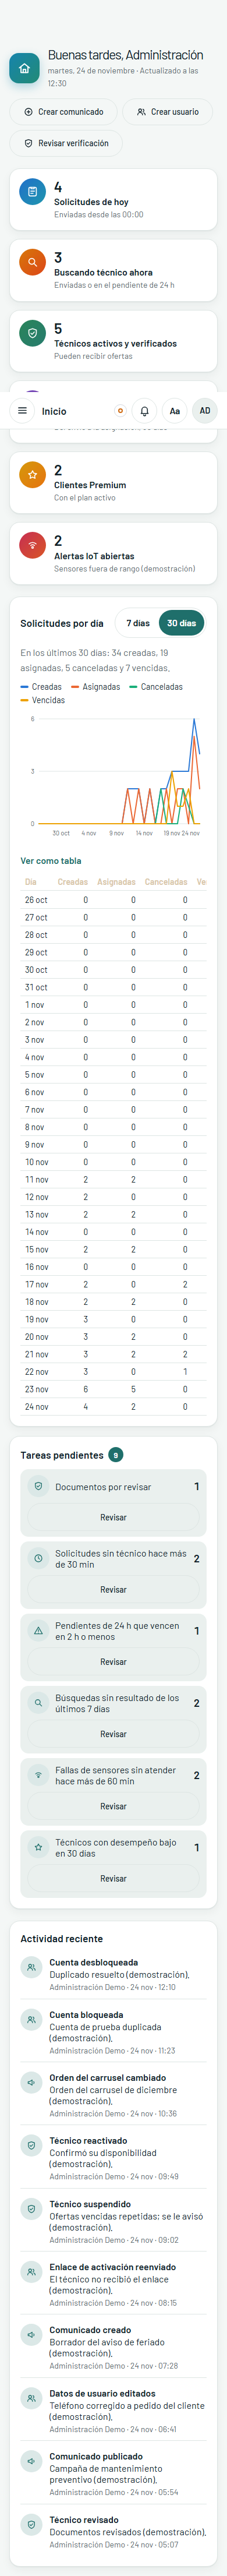 Buenas tardes, Administración
martes, 24 de noviembre · Actualizado a las
12:30
Crear comunicado
Crear usuario
Revisar verificación
4
Solicitudes de hoy
Enviadas desde las 00:00
3
Buscando técnico ahora
Enviadas o en el pendiente de 24 h
5
Técnicos activos y verificados
Pueden recibir ofertas
Inicio
Aa
AD
2
Clientes Premium
Con el plan activo
2
Alertas IoT abiertas
Sensores fuera de rango (demostración)
Solicitudes por día
7 días
30 días
En los últimos 30 días: 34 creadas, 19
asignadas, 5 canceladas y 7 vencidas.
Creadas Asignadas Canceladas
Vencidas
6
3
0
30 oct 4 nov 9 nov 14 nov 19 nov 24 nov
Ver como tabla
Día Creadas Asignadas Canceladas Ve
26 oct 0 0 0
27 oct 0 0 0
28 oct 0 0 0
29 oct 0 0 0
30 oct 0 0 0
31 oct 0 0 0
1 nov 0 0 0
2 nov 0 0 0
3 nov 0 0 0
4 nov 0 0 0
5 nov 0 0 0
6 nov 0 0 0
7 nov 0 0 0
8 nov 0 0 0
9 nov 0 0 0
10 nov 0 0 0
11 nov 2 2 0
12 nov 2 0 0
13 nov 2 2 0
14 nov 0 0 0
15 nov 2 2 0
16 nov 0 0 0
17 nov 2 0 2
18 nov 2 2 0
19 nov 3 0 0
20 nov 3 2 0
21 nov 3 2 2
22 nov 3 0 1
23 nov 6 5 0
24 nov 4 2 0
Tareas pendientes 9
Documentos por revisar 1
Revisar
Solicitudes sin técnico hace más
de 30 min 2
Revisar
Pendientes de 24 h que vencen
en 2 h o menos 1
Revisar
Búsquedas sin resultado de los
últimos 7 días 2
Revisar
Fallas de sensores sin atender
hace más de 60 min 2
Revisar
Técnicos con desempeño bajo
en 30 días 1
Revisar
Actividad reciente
Cuenta desbloqueada
Duplicado resuelto (demostración).
Administración Demo · 24 nov · 12:10
Cuenta bloqueada
Cuenta de prueba duplicada
(demostración).
Administración Demo · 24 nov · 11:23
Orden del carrusel cambiado
Orden del carrusel de diciembre
(demostración).
Administración Demo · 24 nov · 10:36
Técnico reactivado
Confirmó su disponibilidad
(demostración).
Administración Demo · 24 nov · 09:49
Técnico suspendido
Ofertas vencidas repetidas; se le avisó
(demostración).
Administración Demo · 24 nov · 09:02
Enlace de activación reenviado
El técnico no recibió el enlace
(demostración).
Administración Demo · 24 nov · 08:15
Comunicado creado
Borrador del aviso de feriado
(demostración).
Administración Demo · 24 nov · 07:28
Datos de usuario editados
Teléfono corregido a pedido del cliente
(demostración).
Administración Demo · 24 nov · 06:41
Comunicado publicado
Campaña de mantenimiento
preventivo (demostración).
Administración Demo · 24 nov · 05:54
Técnico revisado
Documentos revisados (demostración).
Administración Demo · 24 nov · 05:07